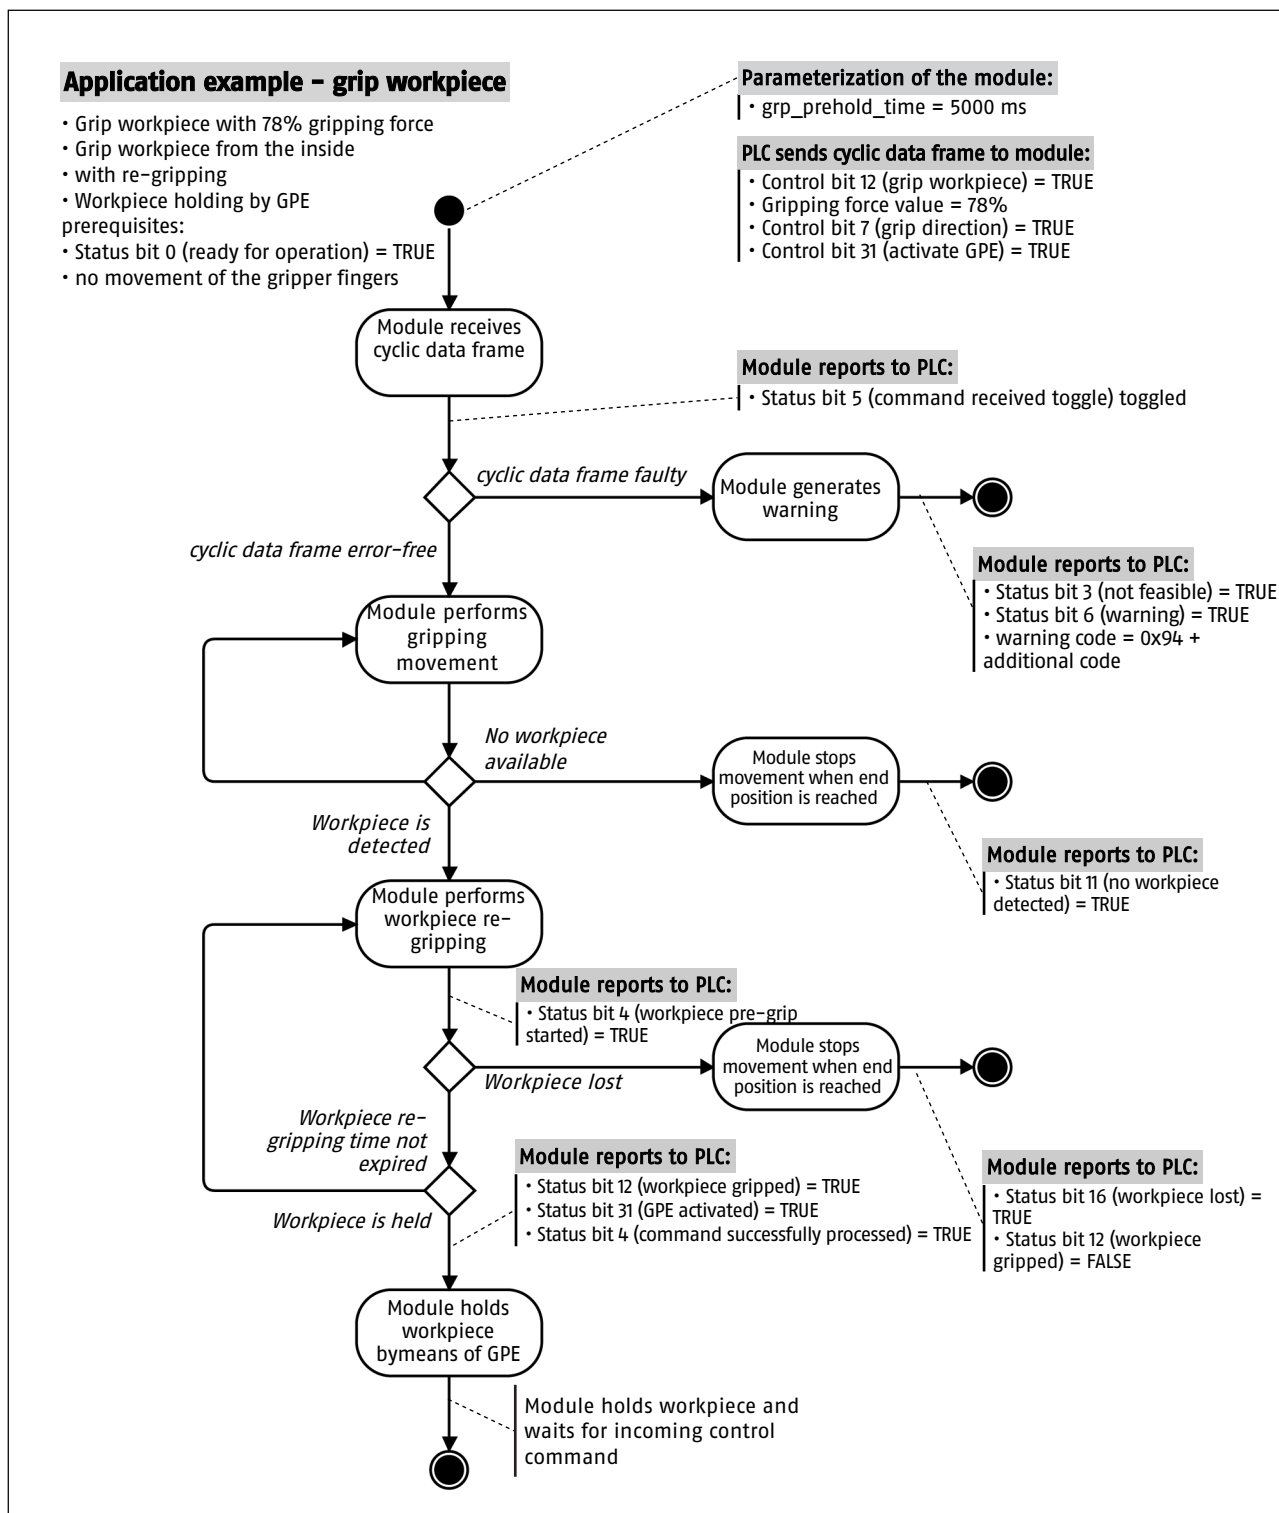 Application example – grip workpiece
• Grip workpiece with 78% gripping force
• Grip workpiece from the inside
• with re-gripping
• Workpiece holding by GPE
prerequisites:
• Status bit 0 (ready for operation) = TRUE
• no movement of the gripper fingers
Parameterization of the module:
• grp_prehold_time = 5000 ms
PLC sends cyclic data frame to module:
• Control bit 12 (grip workpiece) = TRUE
• Gripping force value = 78%
• Control bit 7 (grip direction) = TRUE
• Control bit 31 (activate GPE) = TRUE
Module receives
cyclic data frame
Module reports to PLC:
• Status bit 5 (command received toggle) toggled
cyclic data frame faulty
Module generates
warning
cyclic data frame error-free
Module reports to PLC:
• Status bit 3 (not feasible) = TRUE
• Status bit 6 (warning) = TRUE
• warning code = 0x94 +
additional code
Module performs
gripping
movement
No workpiece
available
Module stops
movement when end
position is reached
Workpiece is
detected
Module reports to PLC:
• Status bit 11 (no workpiece
detected) = TRUE
Module performs
workpiece re-
gripping
Module reports to PLC:
• Status bit 4 (workpiece pre-grip
started) = TRUE
Workpiece lost
Module stops
movement when end
position is reached
Workpiece re-
gripping time not
expired
Module reports to PLC:
• Status bit 12 (workpiece gripped) = TRUE
• Status bit 31 (GPE activated) = TRUE
• Status bit 4 (command successfully processed) = TRUE
Module reports to PLC:
• Status bit 16 (workpiece lost) =
TRUE
• Status bit 12 (workpiece
gripped) = FALSE
Workpiece is held
Module holds
workpiece
bymeans of GPE
Module holds workpiece and
waits for incoming control
command